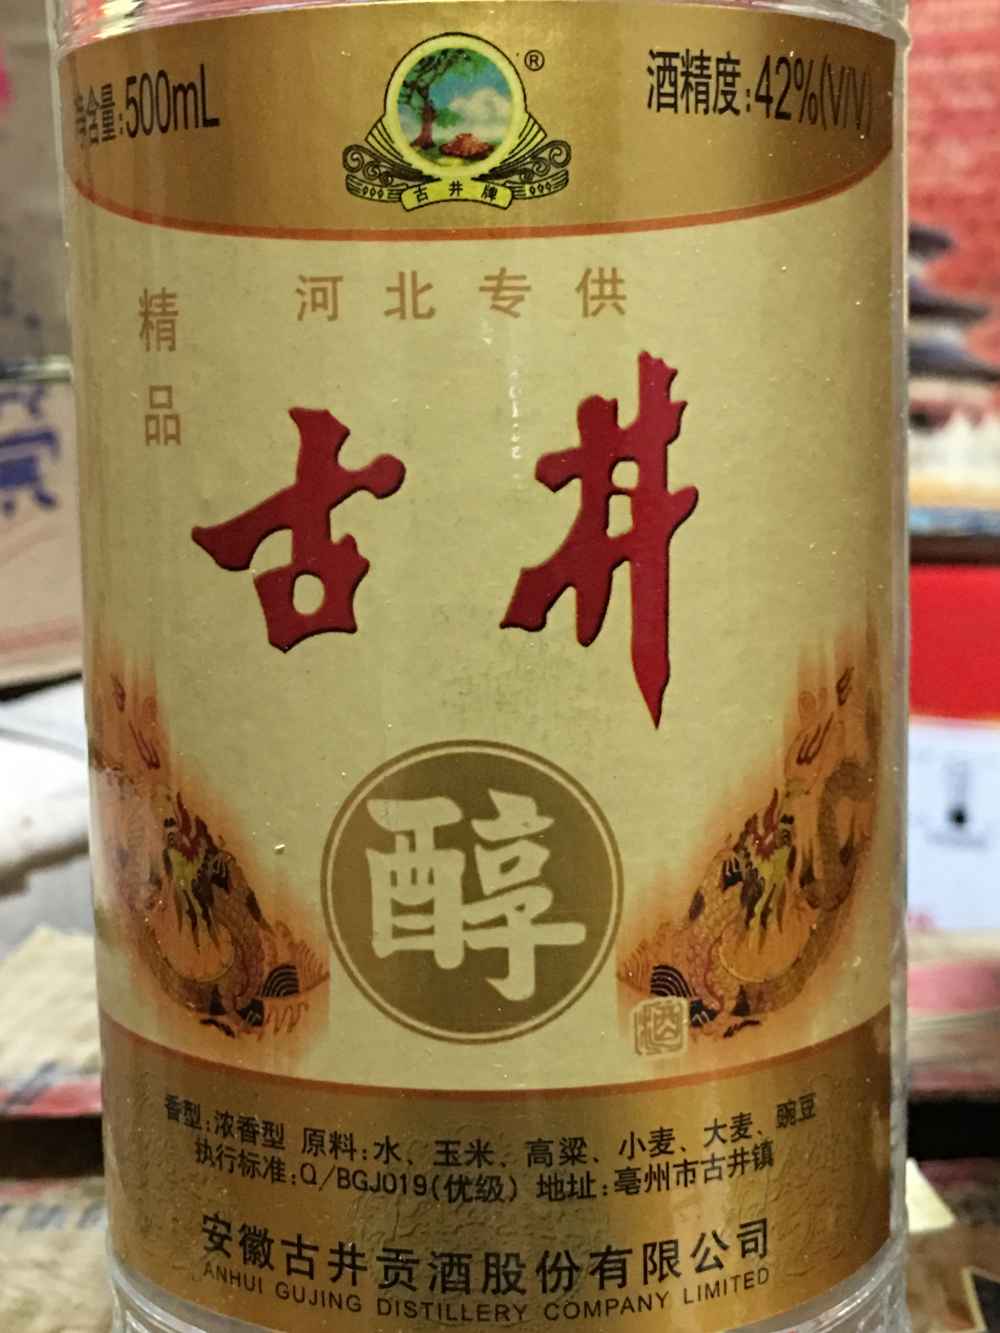 含量:500mL
®
酒精度:42%(V/V)
古井牌
河北专供
精品
古井
醇
酒
香型:浓香型 原料:水、玉米、高粱、小麦、大麦、豌豆
执行标准:Q/BGJ019(优级) 地址:亳州市古井镇
安徽古井贡酒股份有限公司
ANHUI GUJING DISTILLERY COMPANY LIMITED